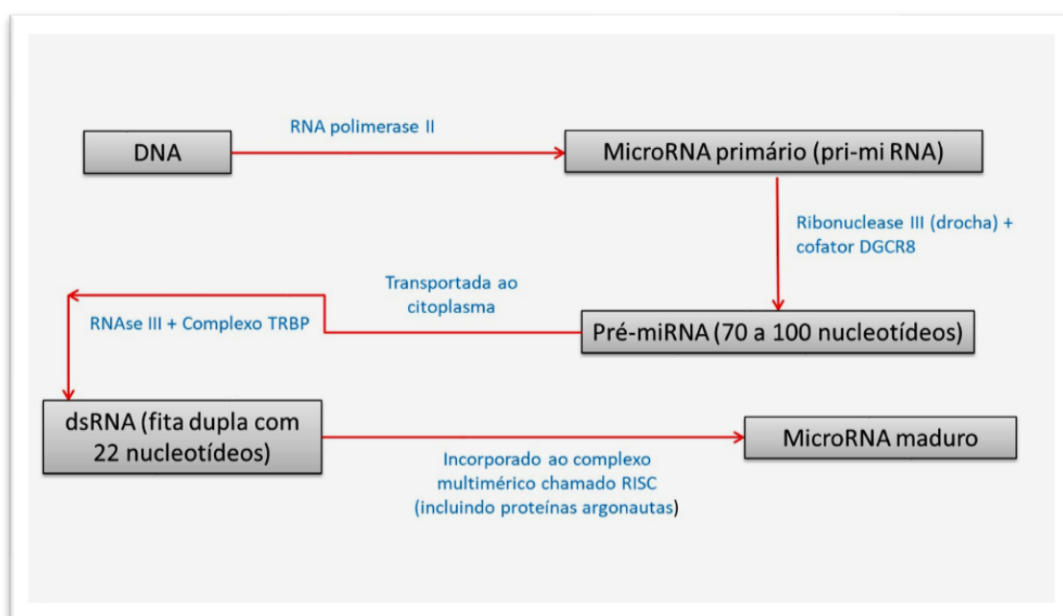 RNA polimerase II
DNA
MicroRNA primário (pri-mi RNA)
Ribonuclease III (drocha) +
cofator DGCR8
Transportada ao
citoplasma
RNAse III + Complexo TRBP
Pré-miRNA (70 a 100 nucleotídeos)
dsRNA (fita dupla com
22 nucleotídeos)
MicroRNA maduro
Incorporado ao complexo
multimérico chamado RISC
(incluindo proteínas argonautas)